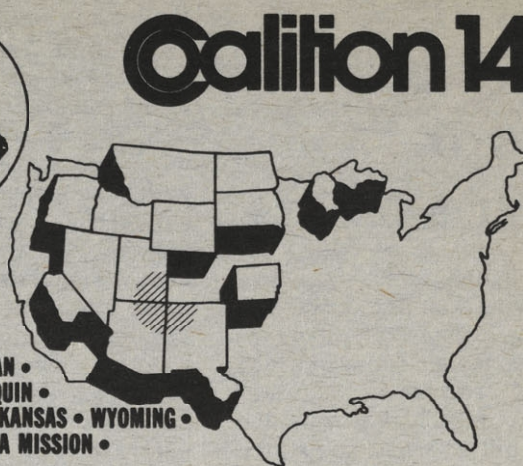 Coalition 14
AN •
QUIN •
KANSAS • WYOMING •
A MISSION •